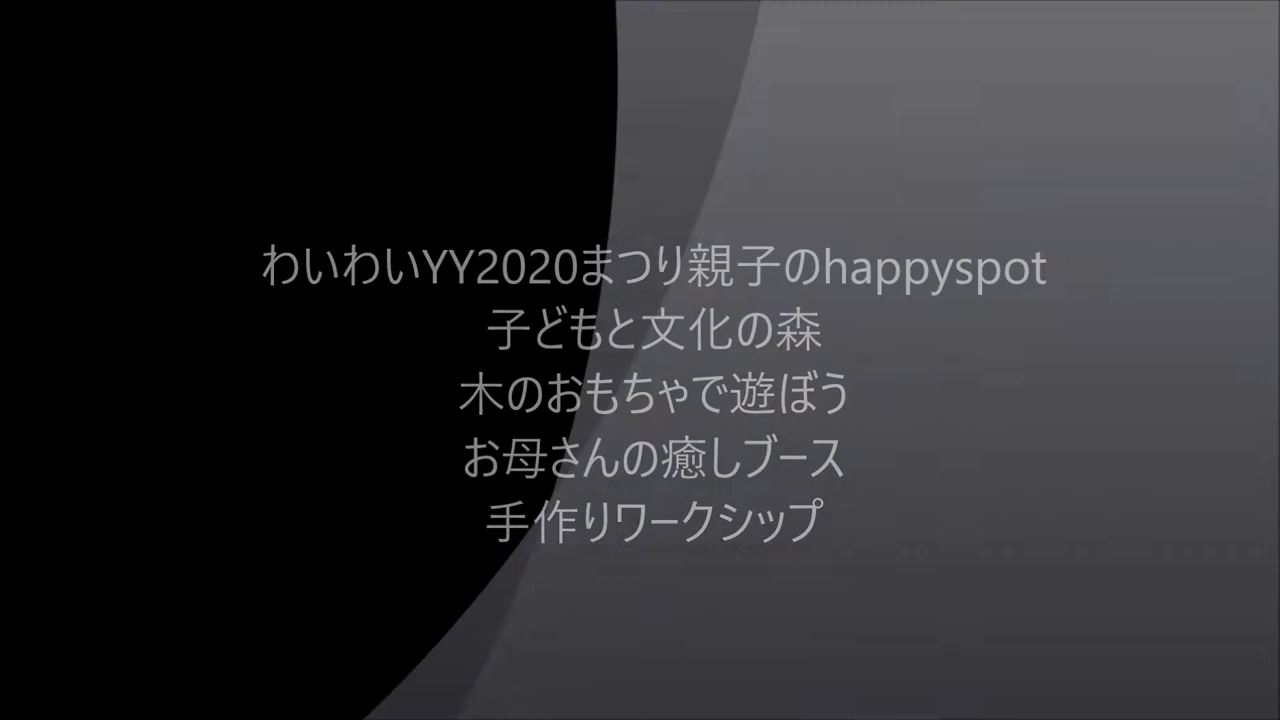 わいわいYY2020まつり親子のhappyspot
子どもと文化の森
木のおもちゃで遊ぼう
お母さんの癒しブース
手作りワークシップ